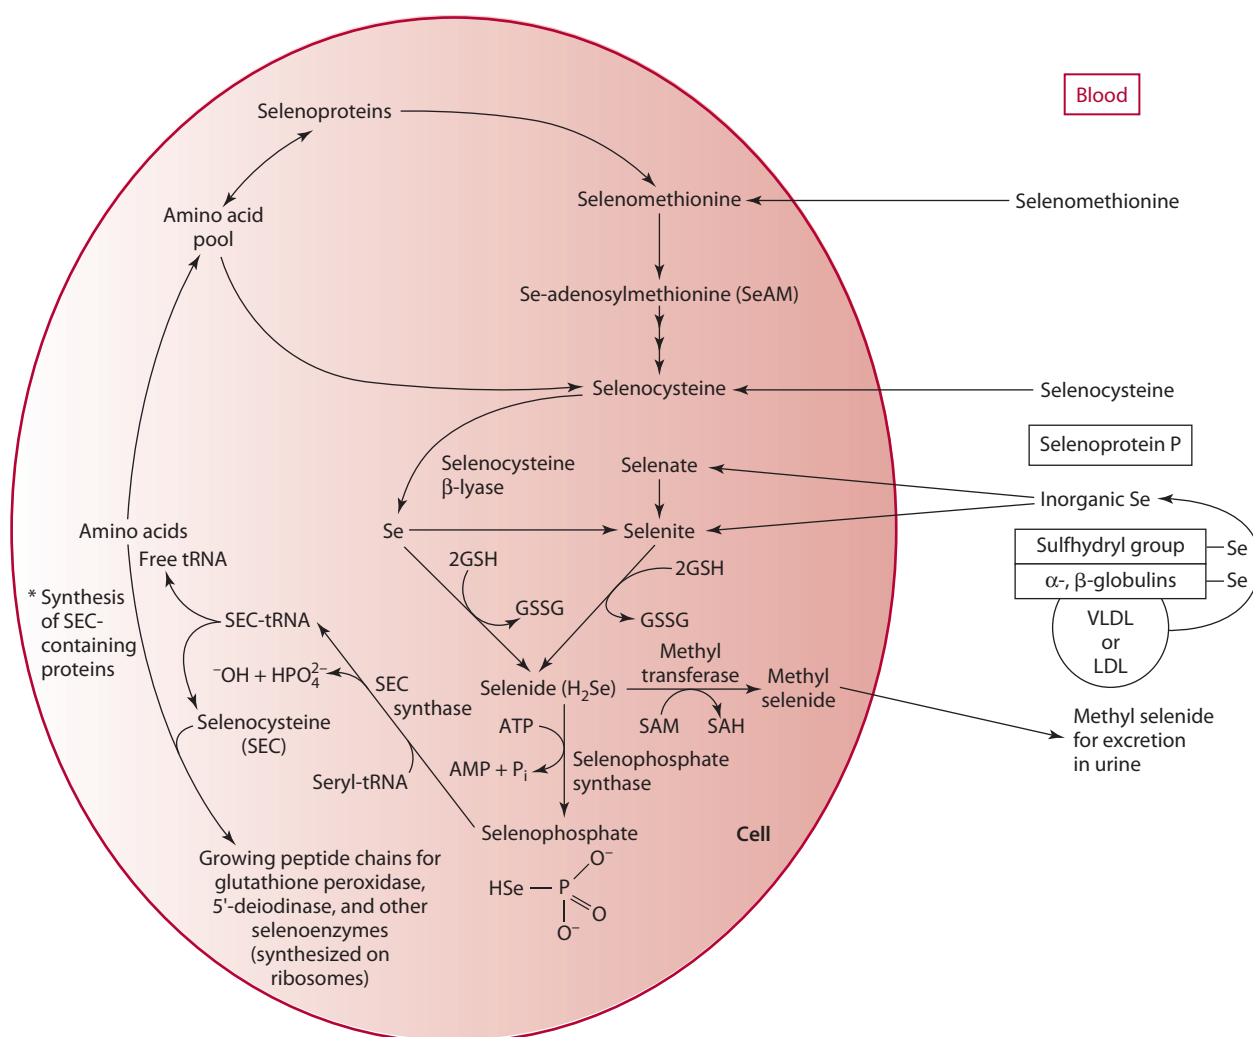 Blood
Selenoproteins
Selenomethionine
Selenomethionine
Amino acid
pool
Se-adenosylmethionine (SeAM)
Selenocysteine
Selenocysteine
Selenoprotein P
Selenocysteine
β-lyase
Selenate
Inorganic Se
Amino acids
Se
Selenite
Sulfhydryl group
Se
Free tRNA
2GSH
2GSH
α-, β-globulins
Se
* Synthesis
of SEC-
containing
proteins
GSSG
GSSG
SEC-tRNA
VLDL
or
LDL
⁻OH + HPO₄²⁻
SEC
synthase
Methyl
transferase
Selenide (H₂Se)
Methyl
selenide
SAM
SAH
Selenocysteine
(SEC)
ATP
Methyl selenide
for excretion
in urine
AMP + Pᵢ
Selenophosphate
synthase
Seryl-tRNA
Selenophosphate
Cell
Growing peptide chains for
glutathione peroxidase,
5'-deiodinase, and other
selenoenzymes
(synthesized on
ribosomes)
O⁻
HSe
P
O
O⁻